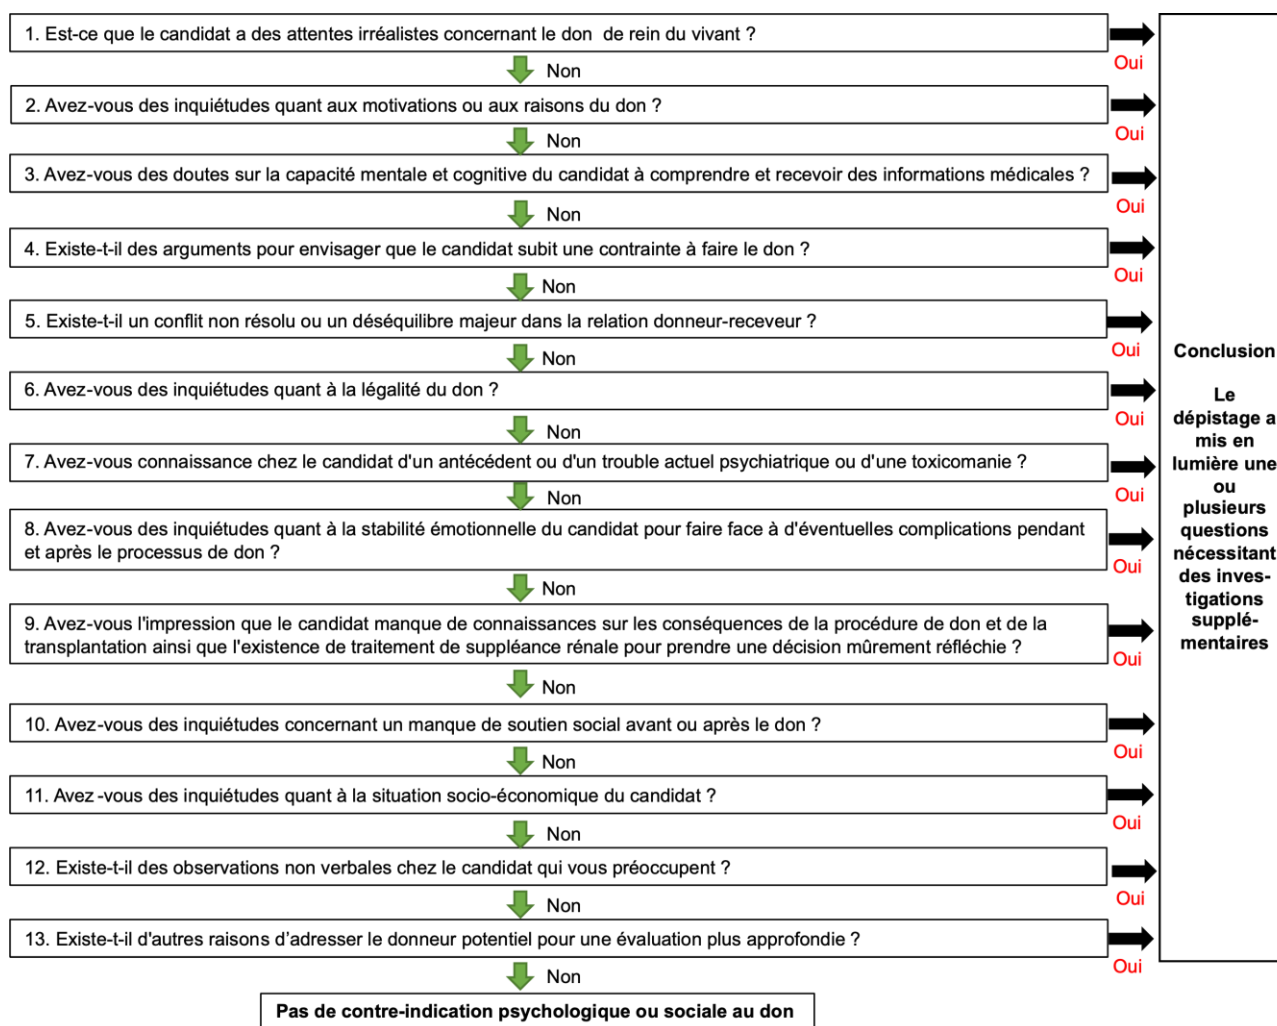 1. Est-ce que le candidat a des attentes irréalistes concernant le don de rein du vivant ?
Oui
Non
2. Avez-vous des inquiétudes quant aux motivations ou aux raisons du don ?
Oui
Non
3. Avez-vous des doutes sur la capacité mentale et cognitive du candidat à comprendre et recevoir des informations médicales ?
Oui
Non
4. Existe-t-il des arguments pour envisager que le candidat subit une contrainte à faire le don ?
Oui
Non
5. Existe-t-il un conflit non résolu ou un déséquilibre majeur dans la relation donneur-receveur ?
Oui
Non
6. Avez-vous des inquiétudes quant à la légalité du don ?
Oui
Non
7. Avez-vous connaissance chez le candidat d'un antécédent ou d'un trouble actuel psychiatrique ou d'une toxicomanie ?
Oui
Non
8. Avez-vous des inquiétudes quant à la stabilité émotionnelle du candidat pour faire face à d'éventuelles complications pendant
et après le processus de don ?
Oui
Non
9. Avez-vous l'impression que le candidat manque de connaissances sur les conséquences de la procédure de don et de la
transplantation ainsi que l'existence de traitement de suppléance rénale pour prendre une décision mûrement réfléchie ?
Oui
Non
10. Avez-vous des inquiétudes concernant un manque de soutien social avant ou après le don ?
Oui
Non
11. Avez-vous des inquiétudes quant à la situation socio-économique du candidat ?
Oui
Non
12. Existe-t-il des observations non verbales chez le candidat qui vous préoccupent ?
Oui
Non
13. Existe-t-il d'autres raisons d'adresser le donneur potentiel pour une évaluation plus approfondie ?
Oui
Non
Pas de contre-indication psychologique ou sociale au don
Conclusion
Le
dépistage a
mis en
lumière une
ou
plusieurs
questions
nécessitant
des inves-
tigations
supplé-
mentaires